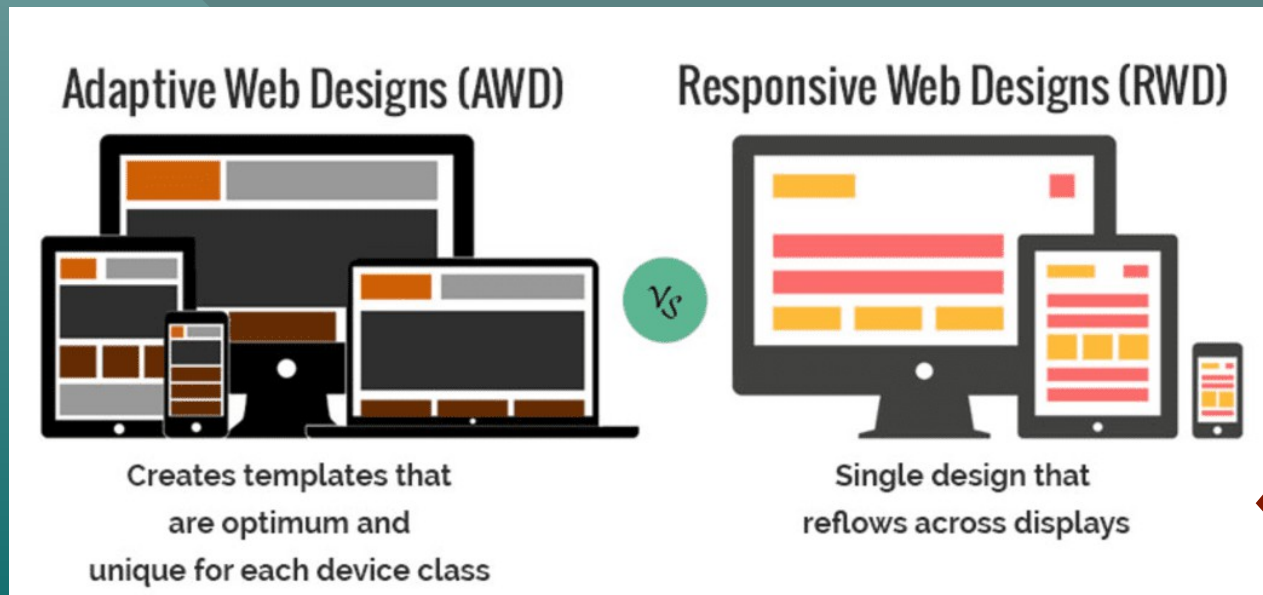 Adaptive Web Designs (AWD)
Responsive Web Designs (RWD)
Vs
Creates templates that
are optimum and
unique for each device class
Single design that
reflows across displays